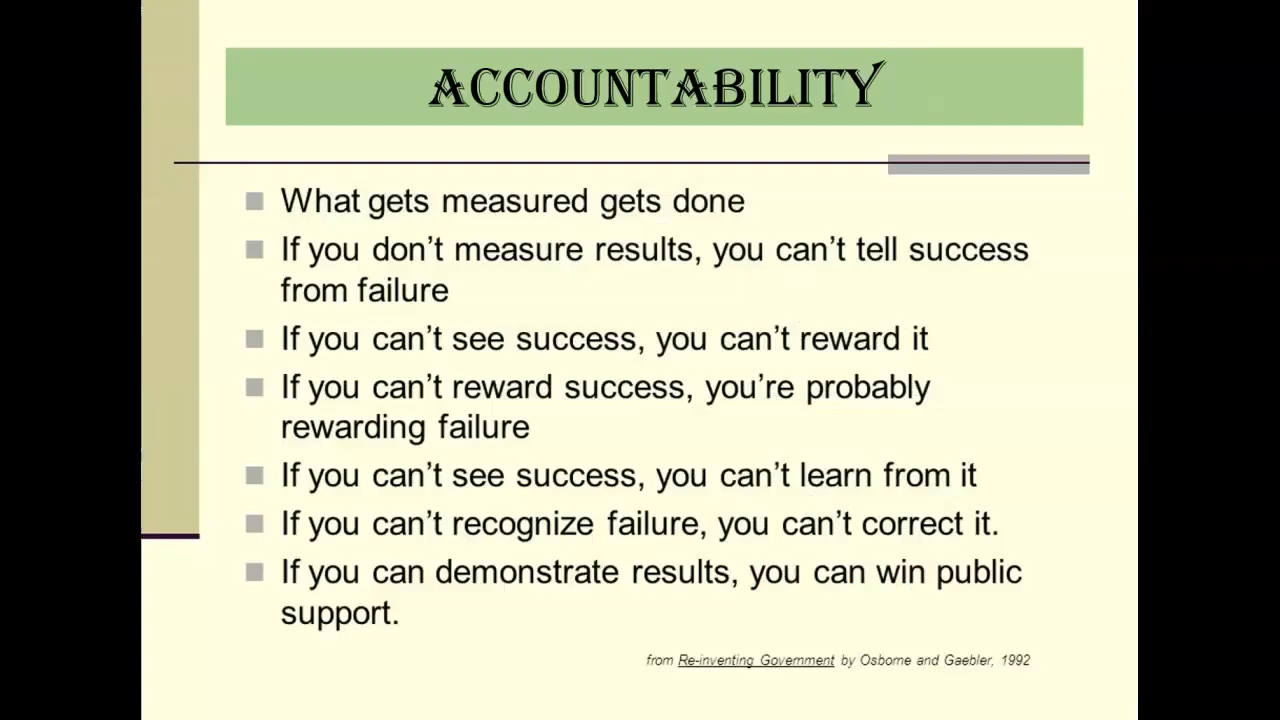 ACCOUNTABILITY
What gets measured gets done
If you don't measure results, you can't tell success
from failure
If you can't see success, you can't reward it
If you can't reward success, you're probably
rewarding failure
If you can't see success, you can't learn from it
If you can't recognize failure, you can't correct it.
If you can demonstrate results, you can win public
support.
from Re-inventing Government by Osborne and Gaebler, 1992